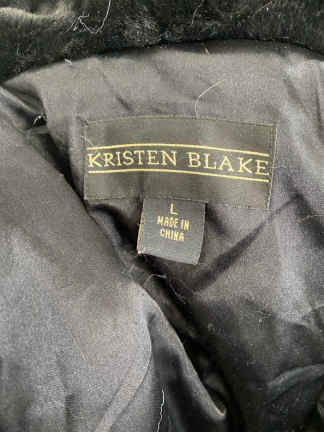 KRISTEN BLAKE
L
MADE IN
CHINA